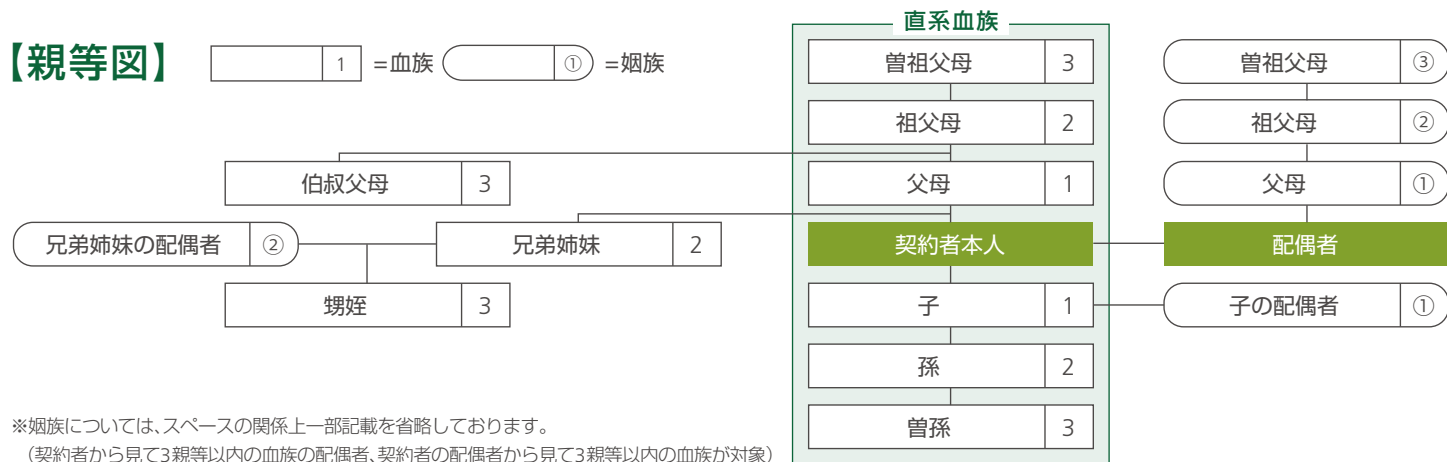 直系血族
【親等図】
1 =血族
① =姻族
曽祖父母 3
曽祖父母 ③
祖父母 2
祖父母 ②
伯叔父母 3
父母 1
父母 ①
兄弟姉妹の配偶者 ②
兄弟姉妹 2
契約者本人
配偶者
甥姪 3
子 1
子の配偶者 ①
孫 2
曽孫 3
※姻族については、スペースの関係上一部記載を省略しております。
（契約者から見て3親等以内の血族の配偶者、契約者の配偶者から見て3親等以内の血族が対象）